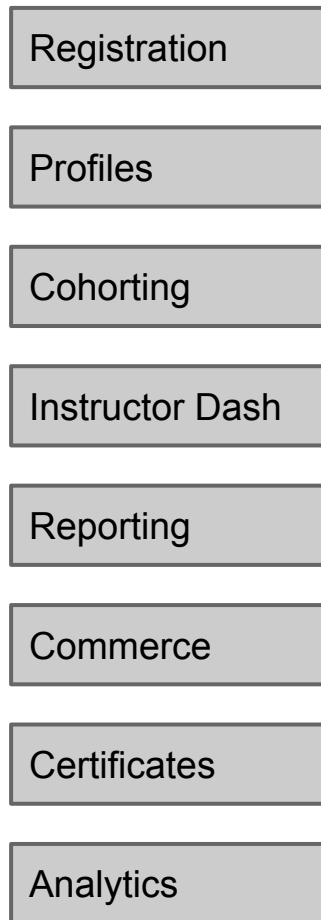 Registration
Profiles
Cohorting
Instructor Dash
Reporting
Commerce
Certificates
Analytics